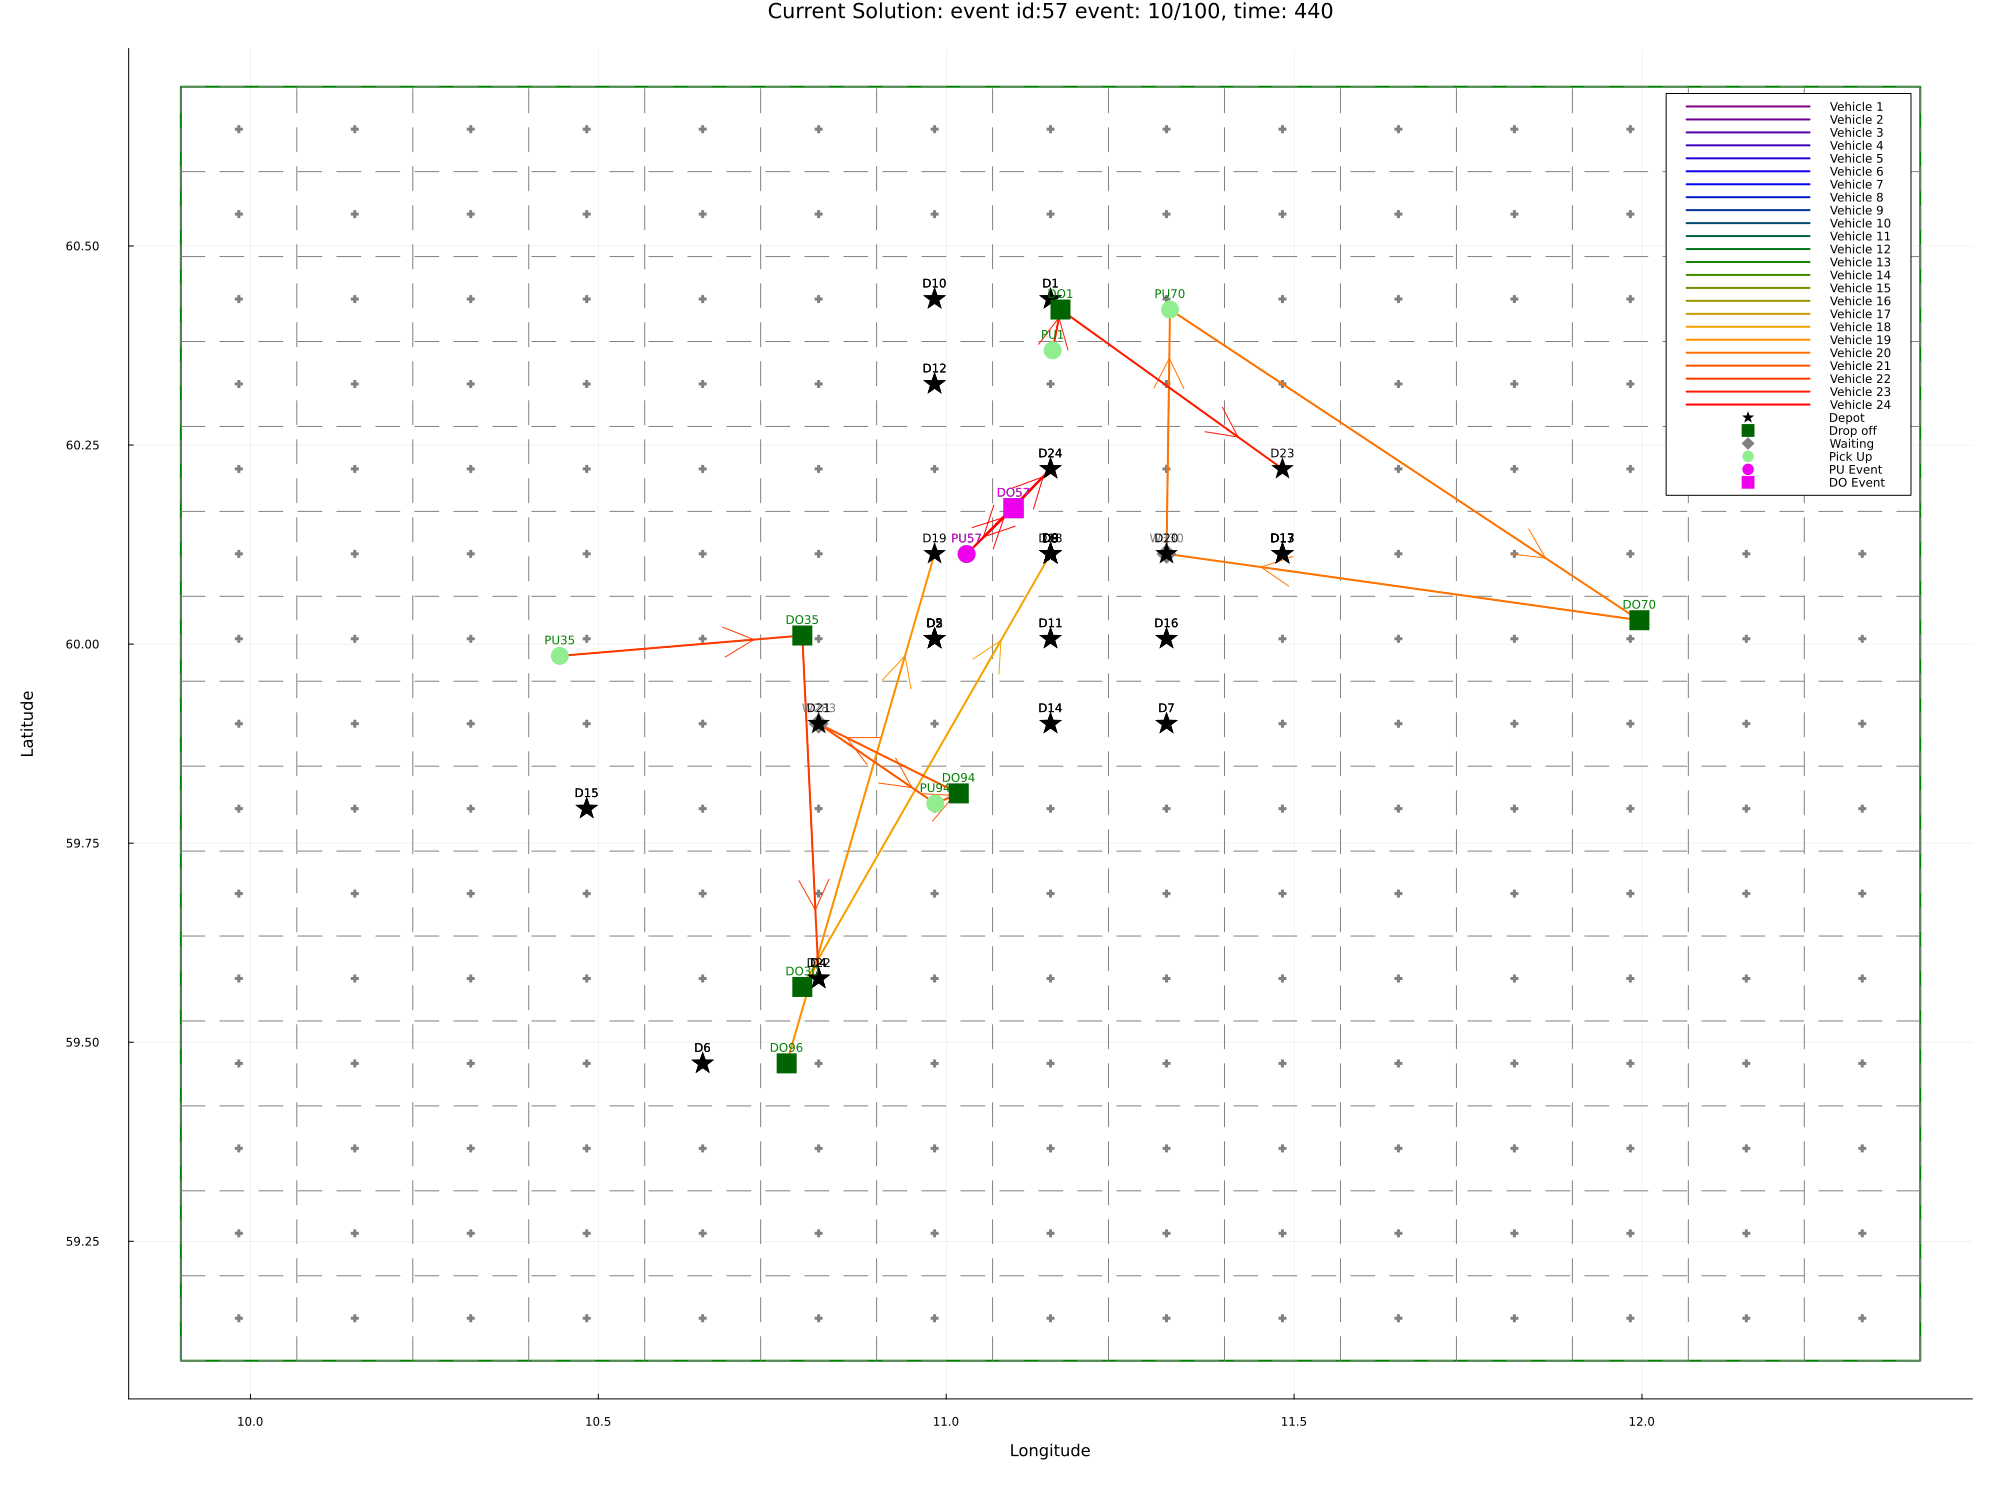 Current Solution: event id:57 event: 10/100, time: 440
Vehicle 1
Vehicle 2
Vehicle 3
Vehicle 4
Vehicle 5
Vehicle 6
Vehicle 7
Vehicle 8
Vehicle 9
Vehicle 10
Vehicle 11
Vehicle 12
Vehicle 13
Vehicle 14
Vehicle 15
Vehicle 16
Vehicle 17
Vehicle 18
Vehicle 19
Vehicle 20
Vehicle 21
Vehicle 22
Vehicle 23
Vehicle 24
Depot
Drop off
Waiting
Pick Up
PU Event
DO Event
60.50
60.25
60.00
59.75
59.50
59.25
Latitude
D10
D1
DO1
PU70
PU1
D12
D24
D23
DO57
PU57
D19
D20
DO70
DO35
PU35
D11
D16
D21
D14
D7
DO94
PU94
D15
D6
DO96
10.0
10.5
11.0
11.5
12.0
Longitude